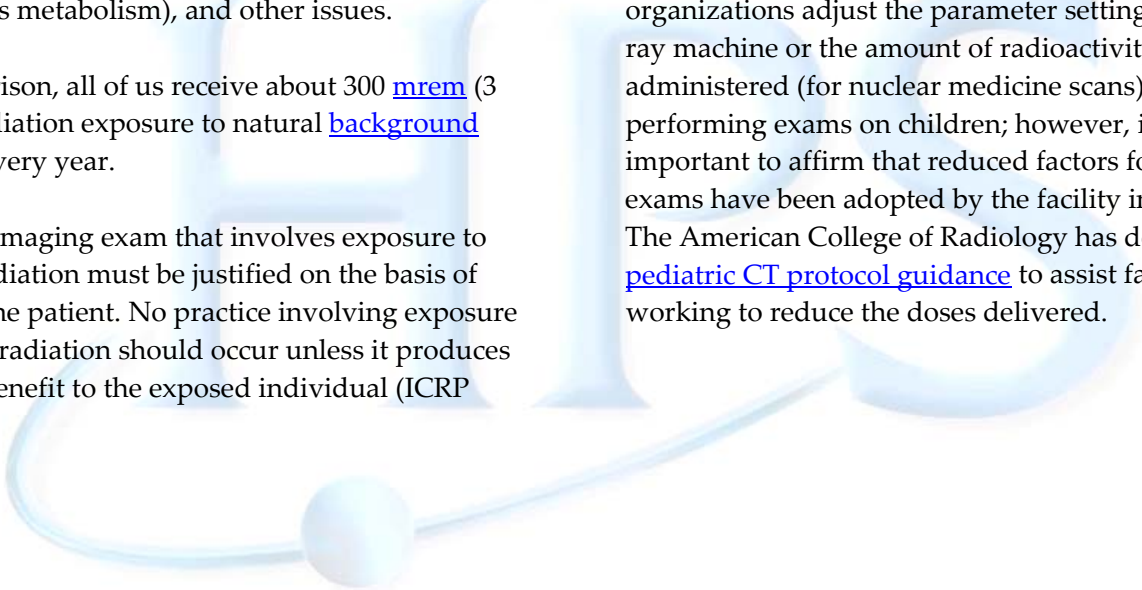 s metabolism), and other issues.
rison, all of us receive about 300 mrem (3
diation exposure to natural background
very year.
maging exam that involves exposure to
diation must be justified on the basis of
he patient. No practice involving exposure
radiation should occur unless it produces
enefit to the exposed individual (ICRP
organizations adjust the parameter setting
ray machine or the amount of radioactivit
administered (for nuclear medicine scans)
performing exams on children; however, i
important to affirm that reduced factors fo
exams have been adopted by the facility i
The American College of Radiology has d
pediatric CT protocol guidance to assist fa
working to reduce the doses delivered.
HPS